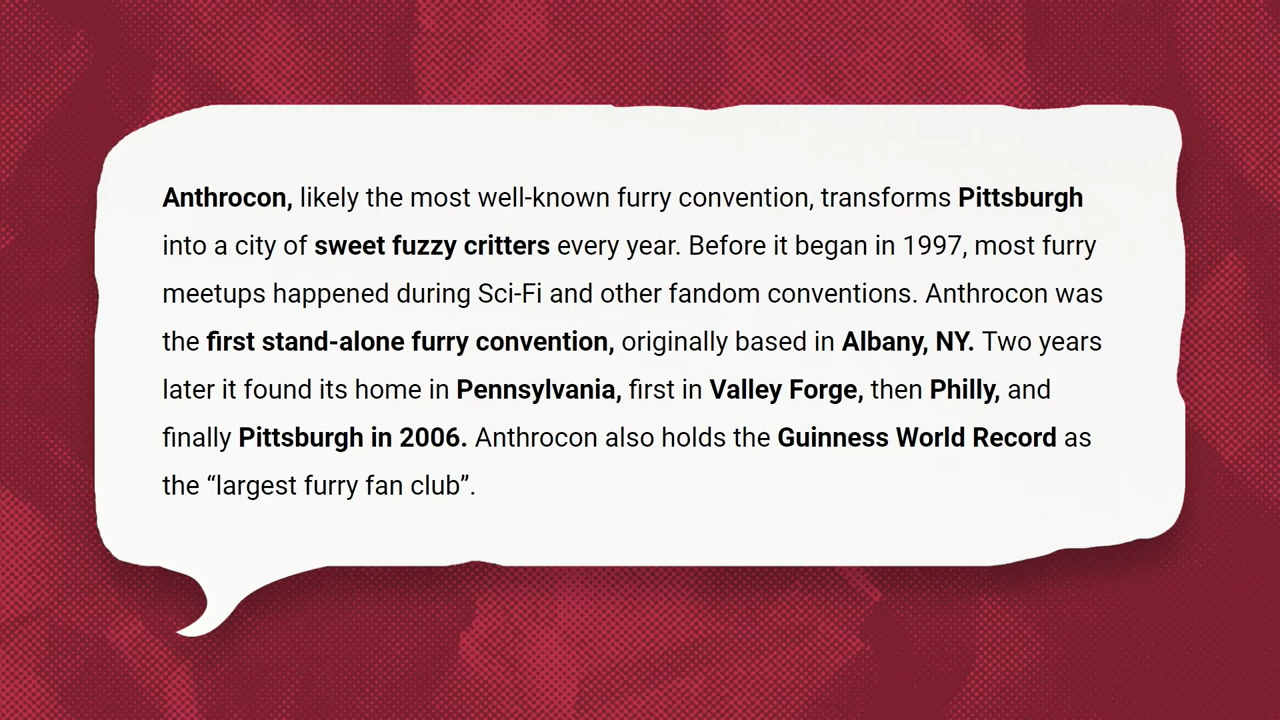 Anthrocon, likely the most well-known furry convention, transforms Pittsburgh
into a city of sweet fuzzy critters every year. Before it began in 1997, most furry
meetups happened during Sci-Fi and other fandom conventions. Anthrocon was
the first stand-alone furry convention, originally based in Albany, NY. Two years
later it found its home in Pennsylvania, first in Valley Forge, then Philly, and
finally Pittsburgh in 2006. Anthrocon also holds the Guinness World Record as
the “largest furry fan club”.